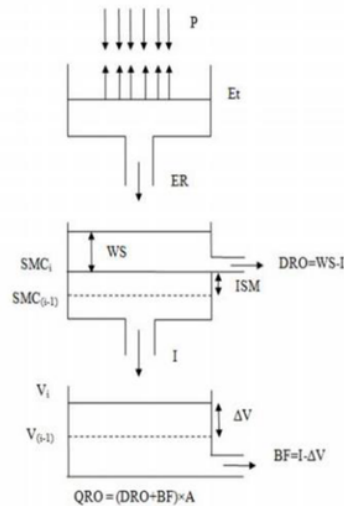 P
Et
ER
WS
SMCi
DRO=WS-I
ISM
SMC(i-1)
I
Vi
ΔV
V(i-1)
BF=I-ΔV
QRO = (DRO+BF)×A